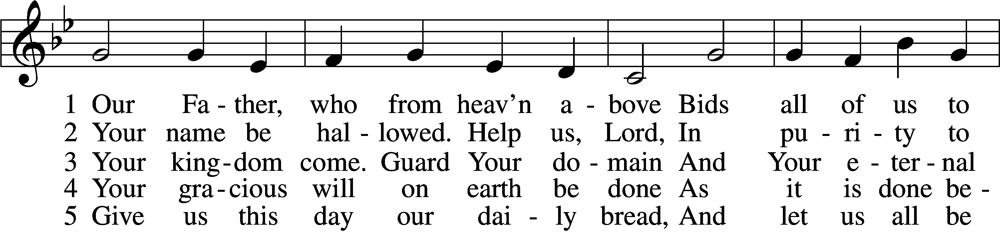 1 Our Fa - ther, who from heav’n a - bove Bids all of us to
2 Your name be hal - lowed. Help us, Lord, In pu - ri - ty to
3 Your king - dom come. Guard Your do - main And Your e - ter - nal
4 Your gra - cious will on earth be done As it is done be -
5 Give us this day our dai - ly bread, And let us all be